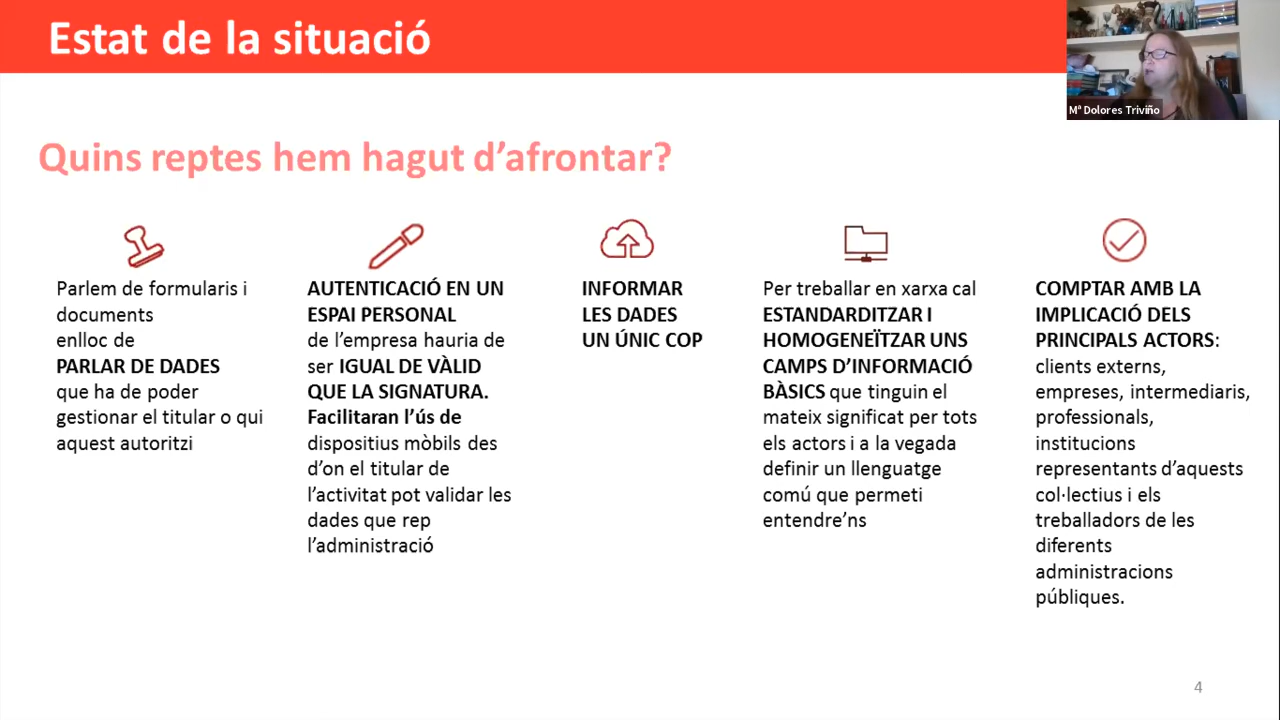 Estat de la situació
Mª Dolores Triviño
Quins reptes hem hagut d’afrontar?
Parlem de formularis i
documents
enlloc de
PARLAR DE DADES
que ha de poder
gestionar el titular o qui
aquest autoritzi
AUTENTICACIÓ EN UN
ESPAI PERSONAL
de l’empresa hauria de
ser IGUAL DE VÀLID
QUE LA SIGNATURA.
Facilitaran l’ús de
dispositius mòbils des
d’on el titular de
l’activitat pot validar les
dades que rep
l’administració
INFORMAR
LES DADES
UN ÚNIC COP
Per treballar en xarxa cal
ESTANDARDITZAR I
HOMOGENEÏTZAR UNS
CAMPS D’INFORMACIÓ
BÀSICS que tinguin el
mateix significat per tots
els actors i a la vegada
definir un llenguatge
comú que permeti
entendre’ns
COMPTAR AMB LA
IMPLICACIÓ DELS
PRINCIPALS ACTORS:
clients externs,
empreses, intermediaris,
professionals,
institucions
representants d’aquests
col·lectius i els
treballadors de les
diferents
administracions
públiques.
4